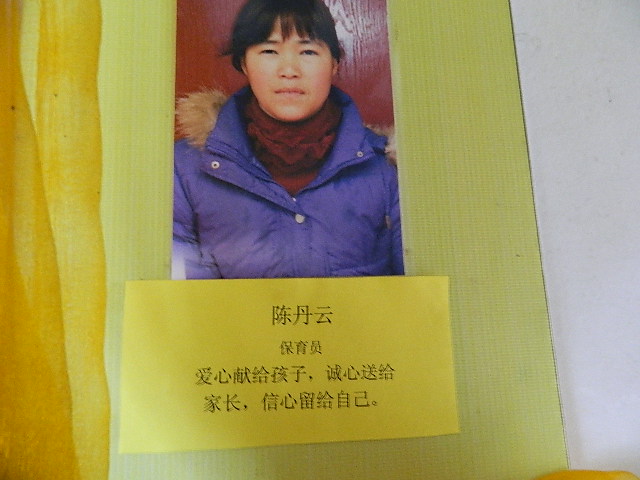 陈丹云
保育员
爱心献给孩子，诚心送给
家长，信心留给自己。